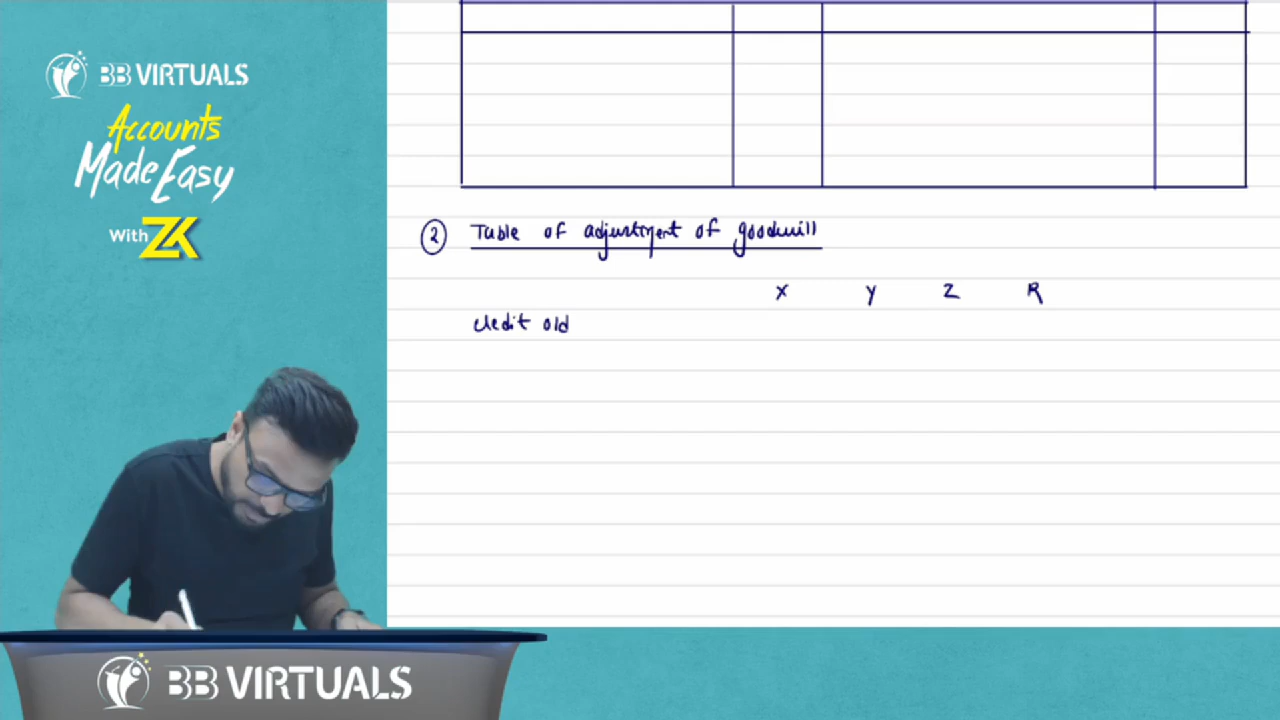 BB VIRTUALS
Accounts
Made Easy
With ZK
2 Table of adjustment of goodwill
X Y Z R
credit old
BB VIRTUALS